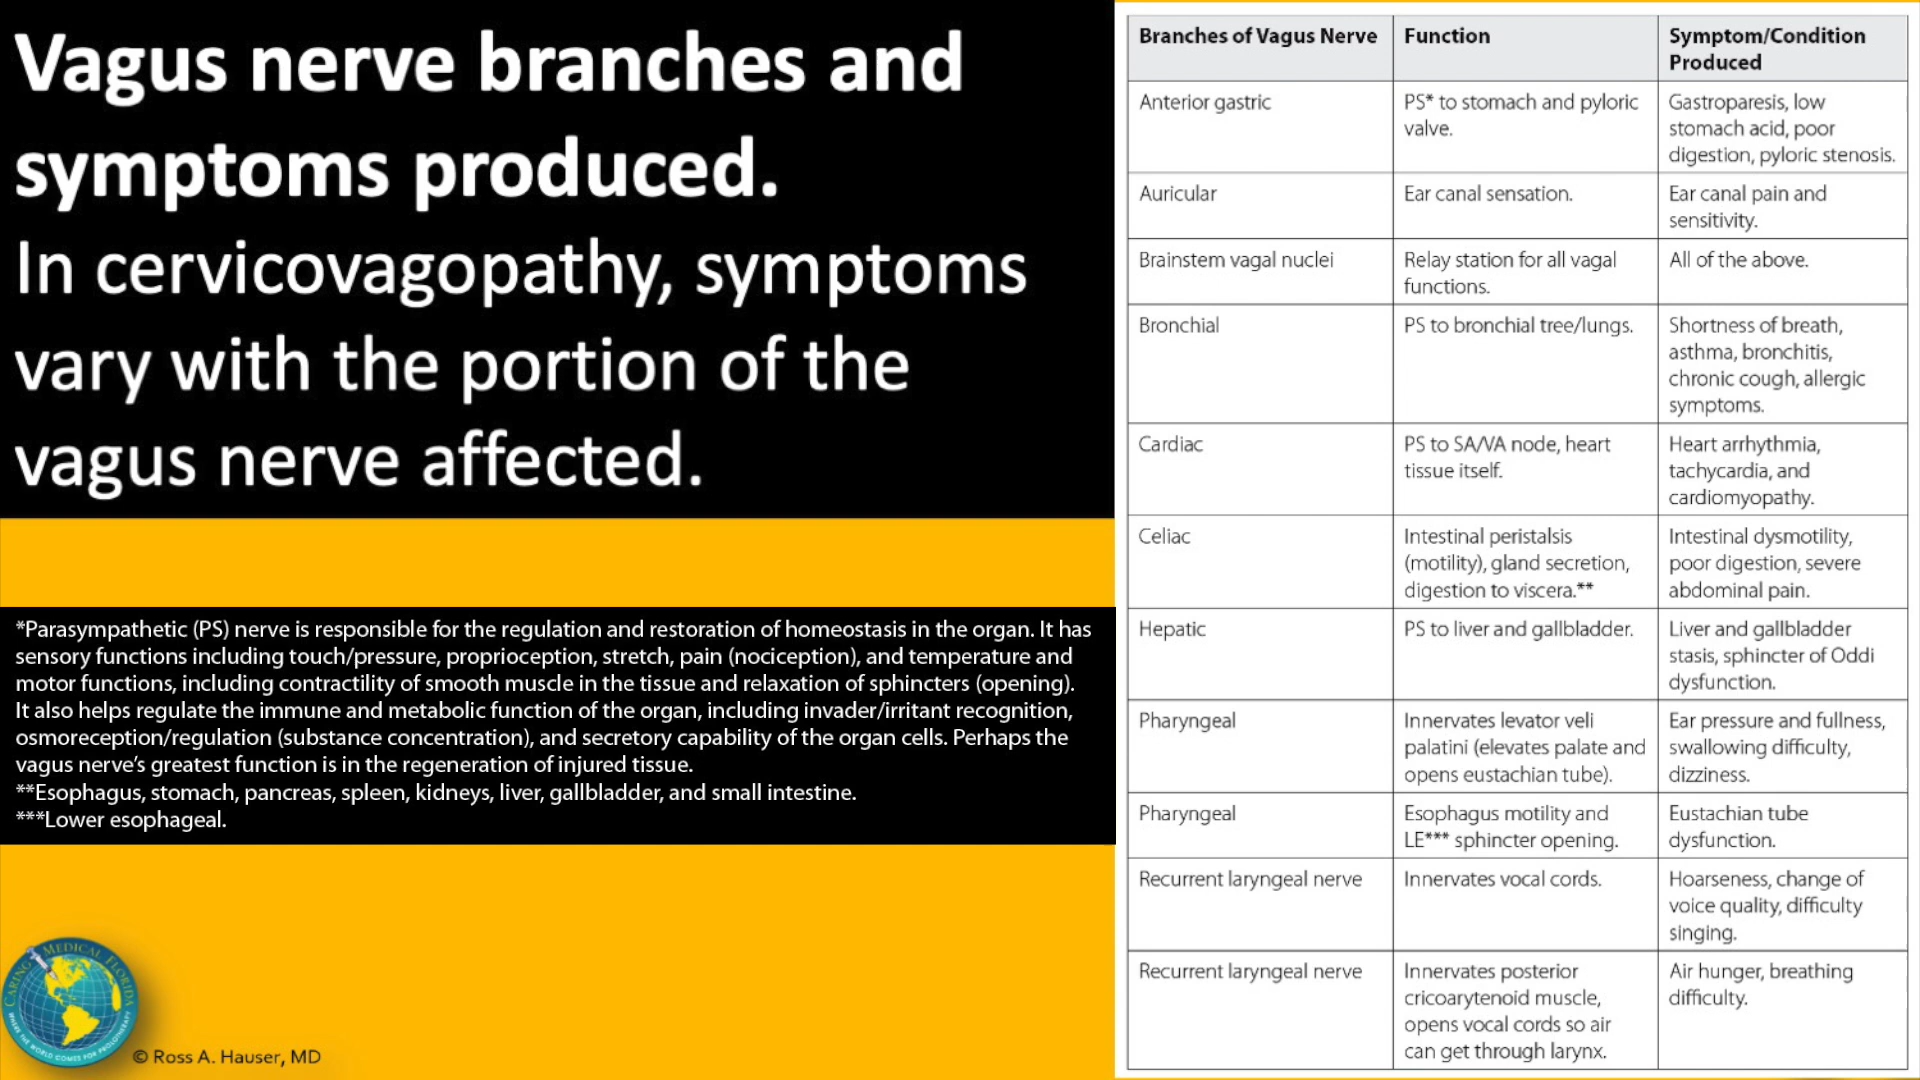 Vagus nerve branches and
symptoms produced.
In cervicovagopathy, symptoms
vary with the portion of the
vagus nerve affected.
*Parasympathetic (PS) nerve is responsible for the regulation and restoration of homeostasis in the organ. It has
sensory functions including touch/pressure, proprioception, stretch, pain (nociception), and temperature and
motor functions, including contractility of smooth muscle in the tissue and relaxation of sphincters (opening).
It also helps regulate the immune and metabolic function of the organ, including invader/irritant recognition,
osmoreception/regulation (substance concentration), and secretory capability of the organ cells. Perhaps the
vagus nerve's greatest function is in the regeneration of injured tissue.
**Esophagus, stomach, pancreas, spleen, kidneys, liver, gallbladder, and small intestine.
***Lower esophageal.
CARING MEDICAL FLORIDA
WHERE THE WORLD COMES FOR PROLOTHERAPY
© Ross A. Hauser, MD
Branches of Vagus Nerve
Function
Symptom/Condition
Produced
Anterior gastric
PS* to stomach and pyloric
valve.
Gastroparesis, low
stomach acid, poor
digestion, pyloric stenosis.
Auricular
Ear canal sensation.
Ear canal pain and
sensitivity.
Brainstem vagal nuclei
Relay station for all vagal
functions.
All of the above.
Bronchial
PS to bronchial tree/lungs.
Shortness of breath,
asthma, bronchitis,
chronic cough, allergic
symptoms.
Cardiac
PS to SA/VA node, heart
tissue itself.
Heart arrhythmia,
tachycardia, and
cardiomyopathy.
Celiac
Intestinal peristalsis
(motility), gland secretion,
digestion to viscera.**
Intestinal dysmotility,
poor digestion, severe
abdominal pain.
Hepatic
PS to liver and gallbladder.
Liver and gallbladder
stasis, sphincter of Oddi
dysfunction.
Pharyngeal
Innervates levator veli
palatini (elevates palate and
opens eustachian tube).
Ear pressure and fullness,
swallowing difficulty,
dizziness.
Pharyngeal
Esophagus motility and
LE*** sphincter opening.
Eustachian tube
dysfunction.
Recurrent laryngeal nerve
Innervates vocal cords.
Hoarseness, change of
voice quality, difficulty
singing.
Recurrent laryngeal nerve
Innervates posterior
cricoarytenoid muscle,
opens vocal cords so air
can get through larynx.
Air hunger, breathing
difficulty.